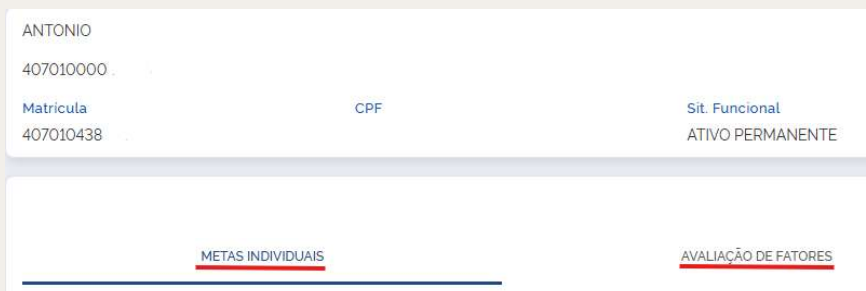 ANTONIO
407010000
Matrícula CPF Sit. Funcional
407010438 ATIVO PERMANENTE
METAS INDIVIDUAIS AVALIAÇÃO DE FATORES